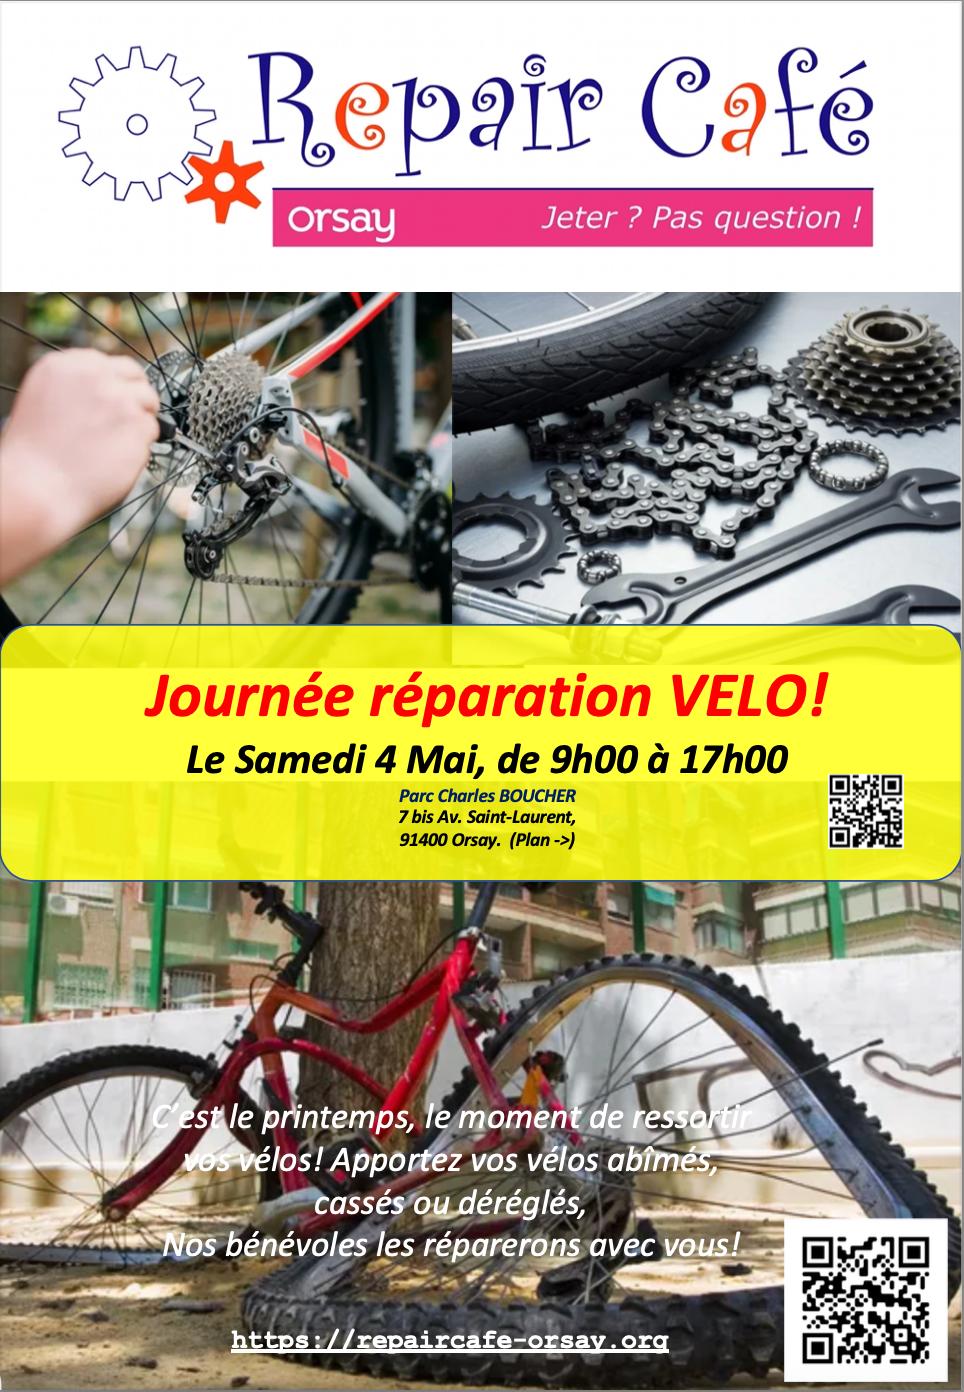 Repair Café
Orsay
Jeter ? Pas question !
Journée réparation VELO!
Le Samedi 4 Mai, de 9h00 à 17h00
Parc Charles BOUCHER
7 bis Av. Saint-Laurent,
91400 Orsay. (Plan ->)
C’est le printemps, le moment de ressortir
vos vélos! Apportez vos vélos abîmés,
cassés ou déréglés,
Nos bénévoles les réparerons avec vous!
https://repaircafe-orsay.org